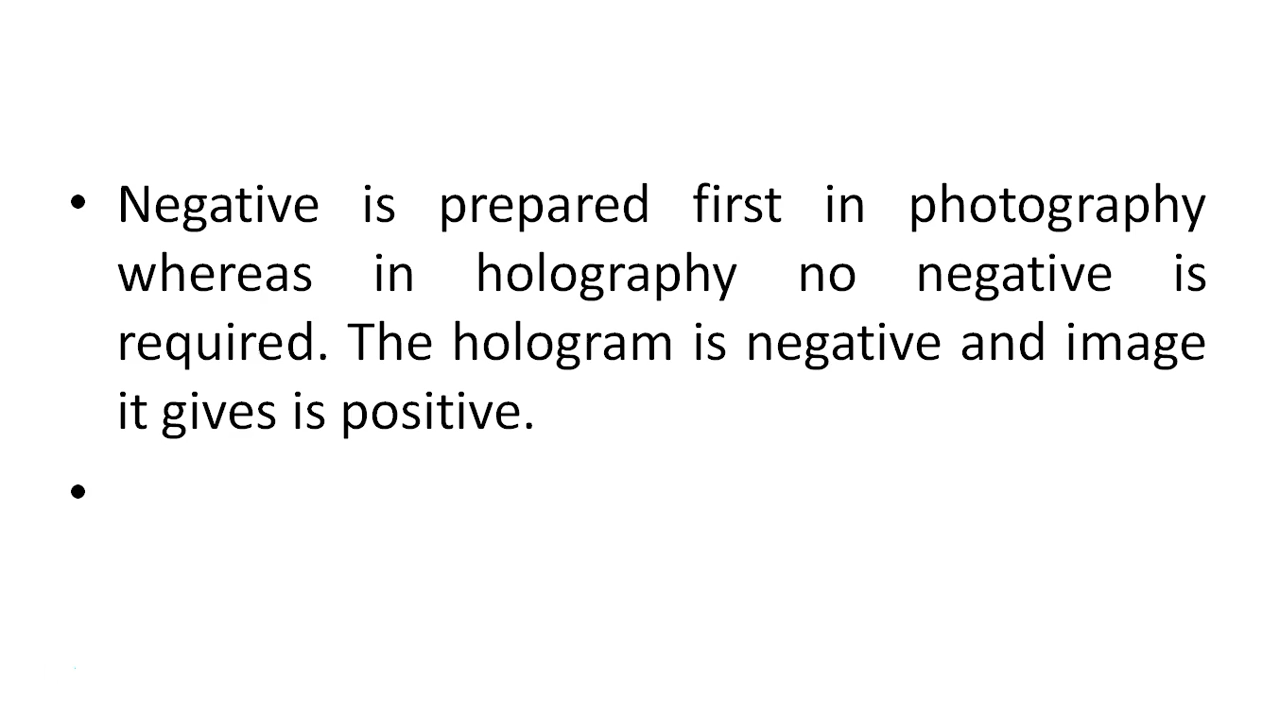 • Negative is prepared first in photography
whereas in holography no negative is
required. The hologram is negative and image
it gives is positive.
•